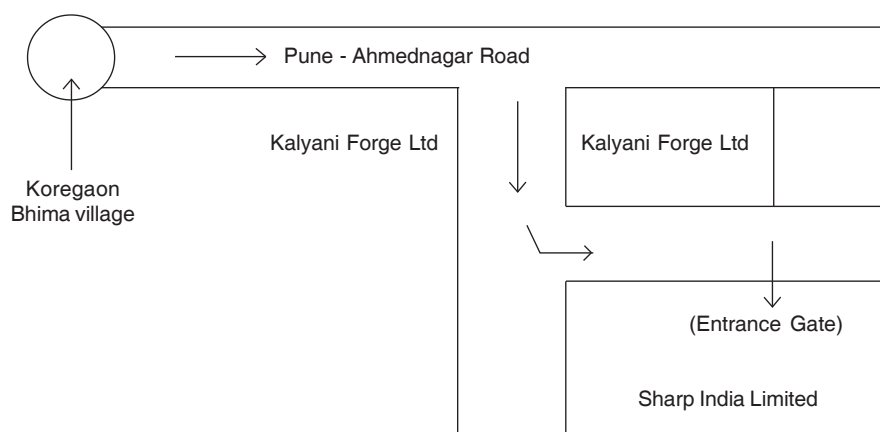 Pune - Ahmednagar Road
Kalyani Forge Ltd
Kalyani Forge Ltd
Koregaon
Bhima village
(Entrance Gate)
Sharp India Limited